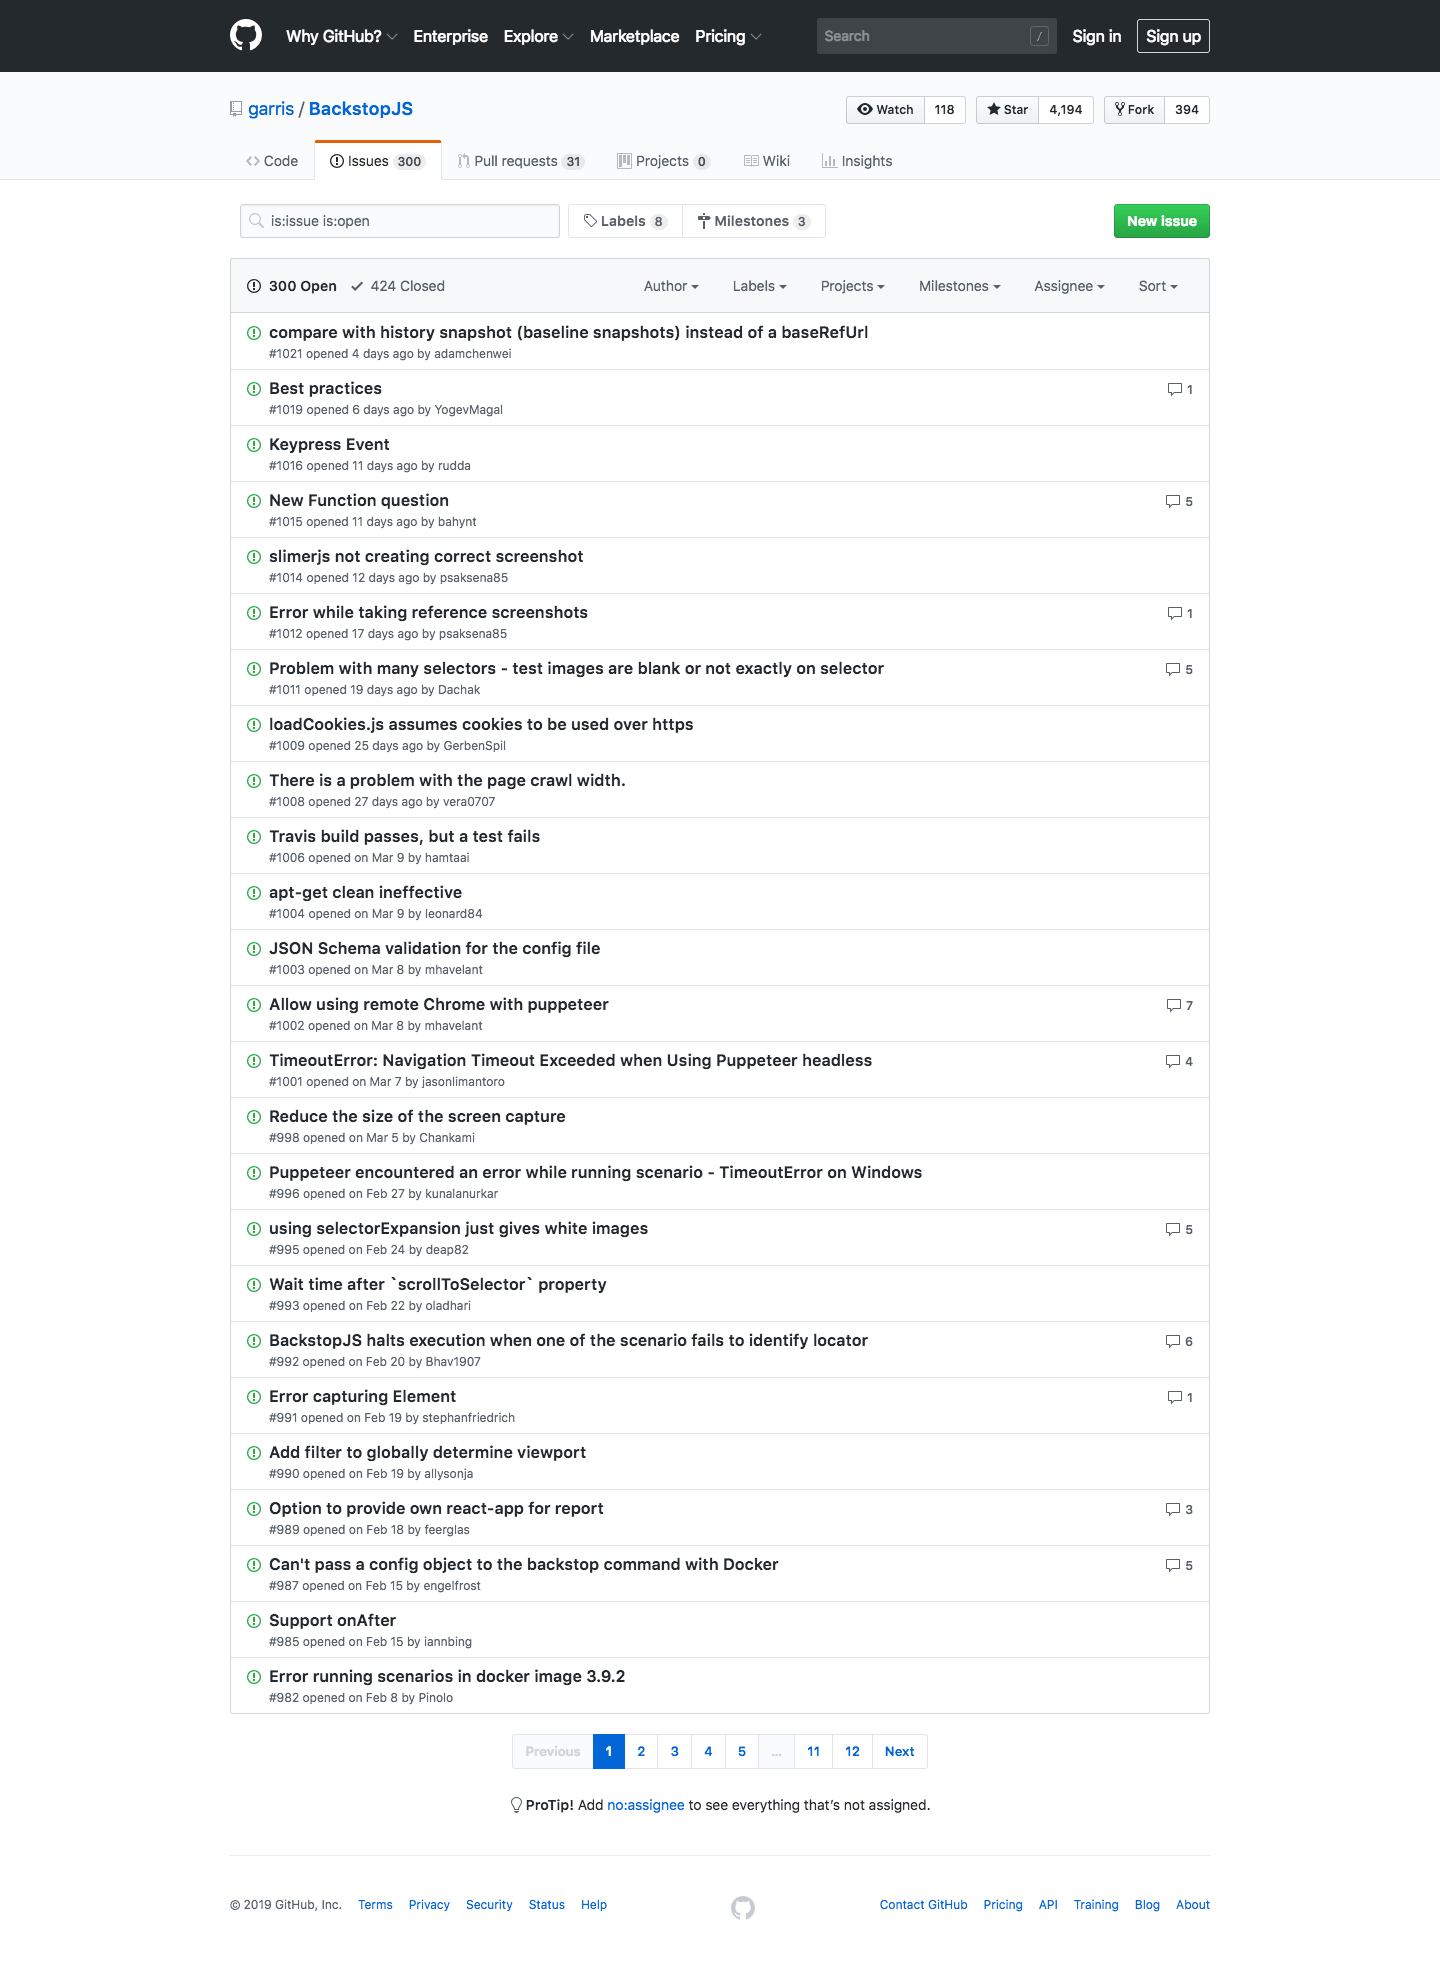 Why GitHub? Enterprise Explore Marketplace Pricing Search / Sign in Sign up
garris / BackstopJS Watch 118 Star 4,194 Fork 394
Code Issues 300 Pull requests 31 Projects 0 Wiki Insights
is:issue is:open Labels 8 Milestones 3 New issue
300 Open 424 Closed Author Labels Projects Milestones Assignee Sort
compare with history snapshot (baseline snapshots) instead of a baseRefUrl
#1021 opened 4 days ago by adamchenwei
Best practices 1
#1019 opened 6 days ago by YogevMagal
Keypress Event
#1016 opened 11 days ago by rudda
New Function question 5
#1015 opened 11 days ago by bahynt
slimerjs not creating correct screenshot
#1014 opened 12 days ago by psaksena85
Error while taking reference screenshots 1
#1012 opened 17 days ago by psaksena85
Problem with many selectors - test images are blank or not exactly on selector 5
#1011 opened 19 days ago by Dachak
loadCookies.js assumes cookies to be used over https
#1009 opened 25 days ago by GerbenSpil
There is a problem with the page crawl width.
#1008 opened 27 days ago by vera0707
Travis build passes, but a test fails
#1006 opened on Mar 9 by hamtaai
apt-get clean ineffective
#1004 opened on Mar 9 by leonard84
JSON Schema validation for the config file
#1003 opened on Mar 8 by mhavelant
Allow using remote Chrome with puppeteer 7
#1002 opened on Mar 8 by mhavelant
TimeoutError: Navigation Timeout Exceeded when Using Puppeteer headless 4
#1001 opened on Mar 7 by jasonlimantoro
Reduce the size of the screen capture
#998 opened on Mar 5 by Chankami
Puppeteer encountered an error while running scenario - TimeoutError on Windows
#996 opened on Feb 27 by kunalanurkar
using selectorExpansion just gives white images 5
#995 opened on Feb 24 by deap82
Wait time after `scrollToSelector` property
#993 opened on Feb 22 by oladhari
BackstopJS halts execution when one of the scenario fails to identify locator 6
#992 opened on Feb 20 by Bhav1907
Error capturing Element 1
#991 opened on Feb 19 by stephanfriedrich
Add filter to globally determine viewport
#990 opened on Feb 19 by allysonja
Option to provide own react-app for report 3
#989 opened on Feb 18 by feerglas
Can't pass a config object to the backstop command with Docker 5
#987 opened on Feb 15 by engelfrost
Support onAfter
#985 opened on Feb 15 by iannbing
Error running scenarios in docker image 3.9.2
#982 opened on Feb 8 by Pinolo
Previous 1 2 3 4 5 … 11 12 Next
ProTip! Add no:assignee to see everything that’s not assigned.
© 2019 GitHub, Inc. Terms Privacy Security Status Help Contact GitHub Pricing API Training Blog About